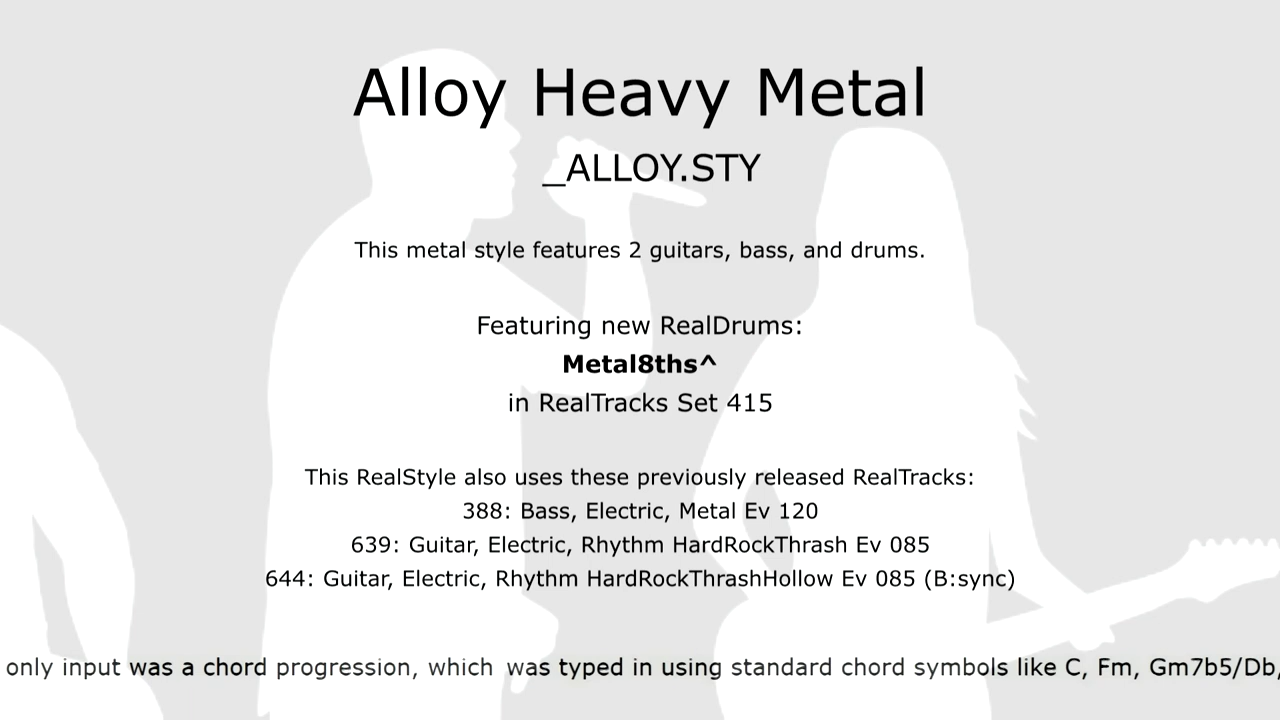 Alloy Heavy Metal
_ALLOY.STY
This metal style features 2 guitars, bass, and drums.
Featuring new RealDrums:
Metal8ths^
in RealTracks Set 415
This RealStyle also uses these previously released RealTracks:
388: Bass, Electric, Metal Ev 120
639: Guitar, Electric, Rhythm HardRockThrash Ev 085
644: Guitar, Electric, Rhythm HardRockThrashHollow Ev 085 (B:sync)
only input was a chord progression, which was typed in using standard chord symbols like C, Fm, Gm7b5/Db,